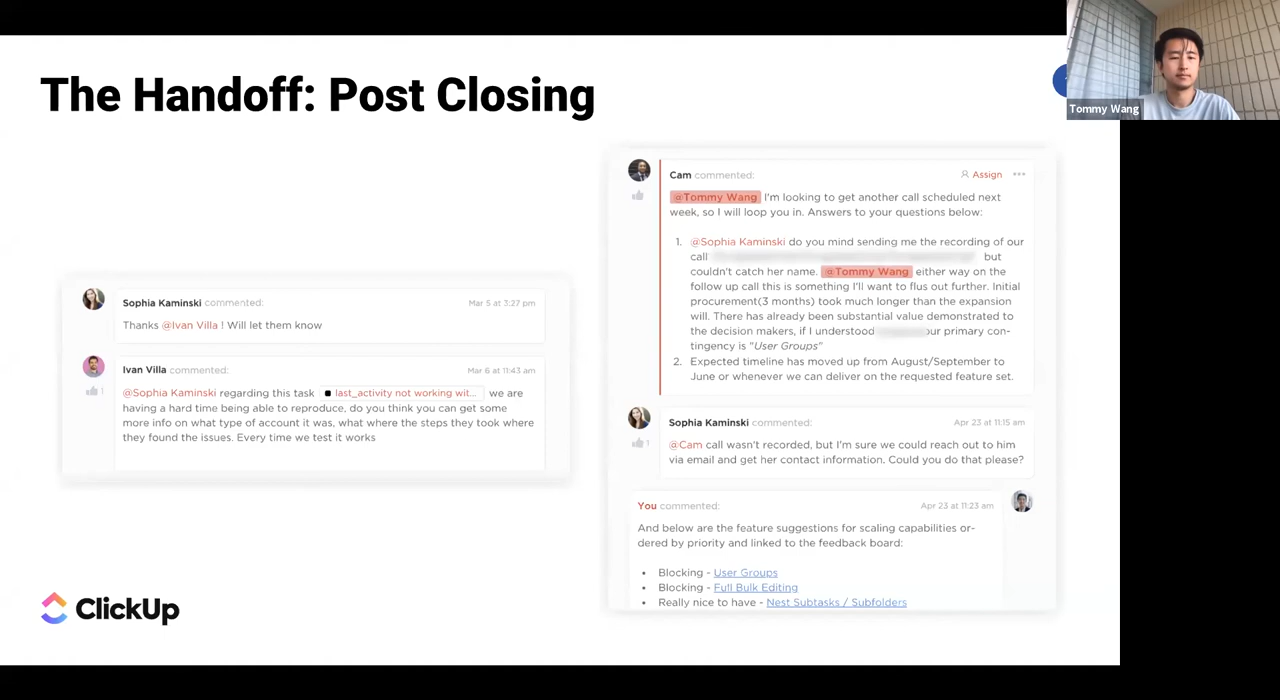 The Handoff: Post Closing
Tommy Wang
Sophia Kaminski commented: Mar 5 at 3:27 pm
Thanks @Ivan Villa ! Will let them know
Ivan Villa commented: Mar 6 at 11:43 am
1
@Sophia Kaminski regarding this task last_activity not working wit... we are
having a hard time being able to reproduce, do you think you can get some
more info on what type of account it was, what where the steps they took where
they found the issues. Every time we test it works
Cam commented: Assign
@Tommy Wang I'm looking to get another call scheduled next
week, so I will loop you in. Answers to your questions below:
1. @Sophia Kaminski do you mind sending me the recording of our
call but
couldn't catch her name. @Tommy Wang either way on the
follow up call this is something I'll want to flus out further. Initial
procurement(3 months) took much longer than the expansion
will. There has already been substantial value demonstrated to
the decision makers, if I understood our primary con-
tingency is "User Groups"
2. Expected timeline has moved up from August/September to
June or whenever we can deliver on the requested feature set.
Sophia Kaminski commented: Apr 23 at 11:15 am
1
@Cam call wasn't recorded, but I'm sure we could reach out to him
via email and get her contact information. Could you do that please?
You commented: Apr 23 at 11:23 am
And below are the feature suggestions for scaling capabilities or-
dered by priority and linked to the feedback board:
• Blocking - User Groups
• Blocking - Full Bulk Editing
• Really nice to have - Nest Subtasks / Subfolders
ClickUp